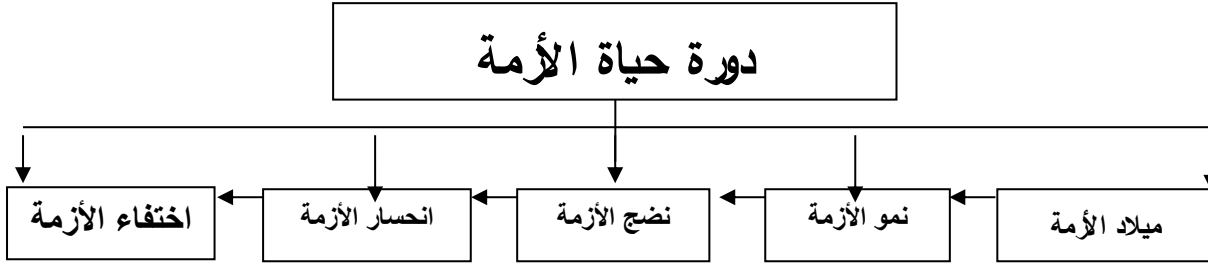 دورة حياة الأزمة
ميلاد الأزمة
نمو الأزمة
نضج الأزمة
انحسار الأزمة
اختفاء الأزمة